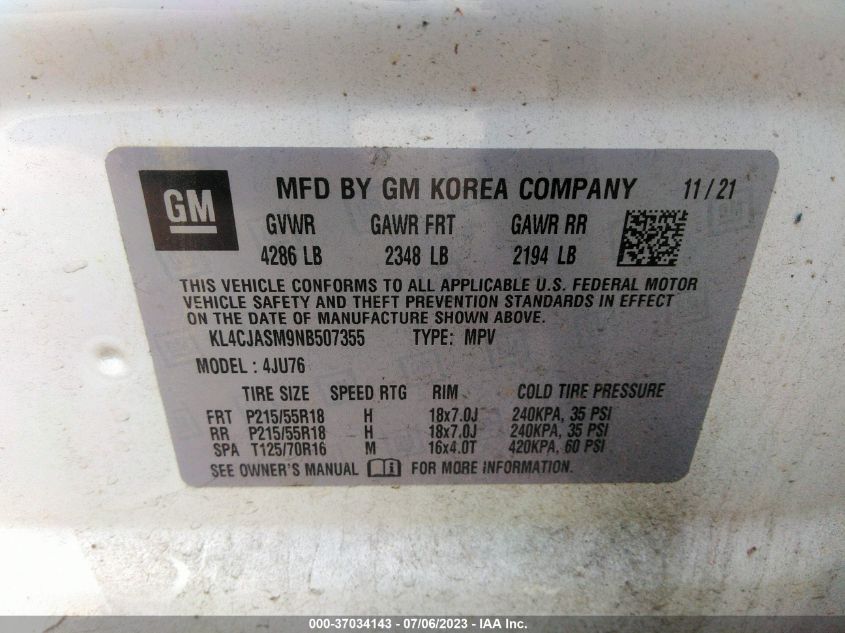 GM
MFD BY GM KOREA COMPANY 11/21
GVWR GAWR FRT GAWR RR
4286 LB 2348 LB 2194 LB
THIS VEHICLE CONFORMS TO ALL APPLICABLE U.S. FEDERAL MOTOR
VEHICLE SAFETY AND THEFT PREVENTION STANDARDS IN EFFECT
ON THE DATE OF MANUFACTURE SHOWN ABOVE.
KL4CJASM9NB507355 TYPE: MPV
MODEL : 4JU76
TIRE SIZE SPEED RTG RIM COLD TIRE PRESSURE
FRT P215/55R18 H 18x7.0J 240KPA, 35 PSI
RR P215/55R18 H 18x7.0J 240KPA, 35 PSI
SPA T125/70R16 M 16x4.0T 420KPA, 60 PSI
SEE OWNER'S MANUAL FOR MORE INFORMATION.
000-37034143 - 07/06/2023 - IAA Inc.